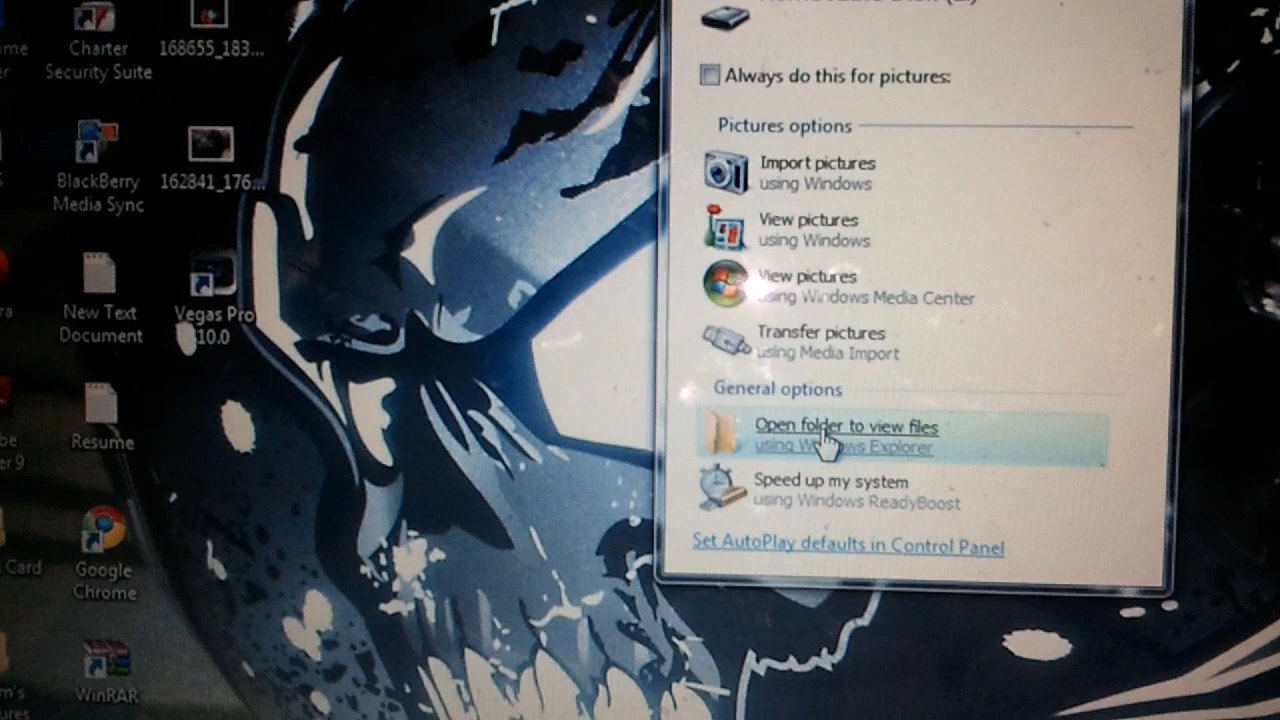 Charter
Security Suite
168655_183...
BlackBerry
Media Sync
162841_176...
New Text
Document
Vegas Pro
10.0
Resume
9
Card
Google
Chrome
WinRAR
Always do this for pictures:
Pictures options
Import pictures
using Windows
View pictures
using Windows
View pictures
using Windows Media Center
Transfer pictures
using Media Import
General options
Open folder to view files
using Windows Explorer
Speed up my system
using Windows ReadyBoost
Set AutoPlay defaults in Control Panel